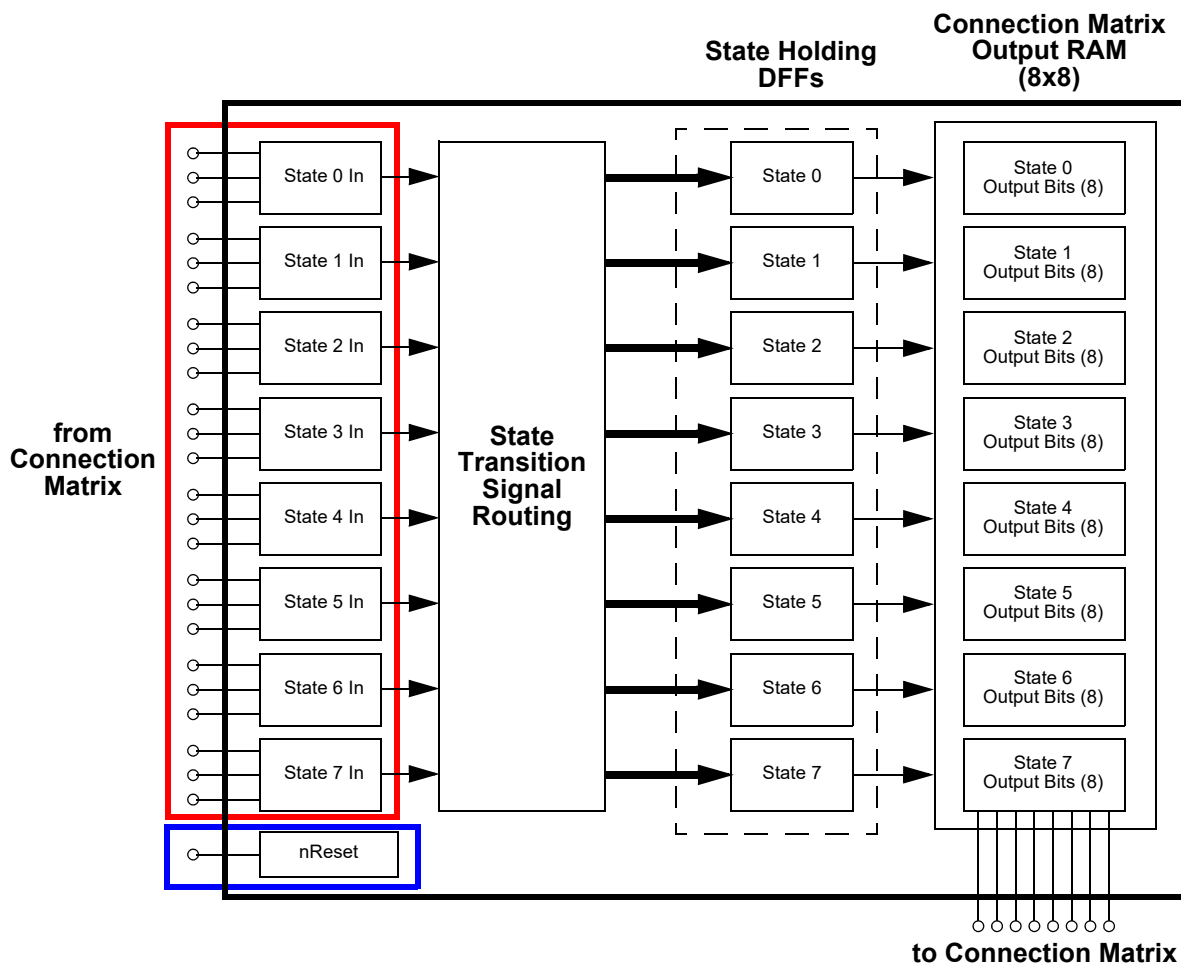 Connection Matrix
Output RAM
(8x8)
State Holding
DFFs
from
Connection
Matrix
State 0 In
State 1 In
State 2 In
State 3 In
State 4 In
State 5 In
State 6 In
State 7 In
nReset
State
Transition
Signal
Routing
State 0
State 1
State 2
State 3
State 4
State 5
State 6
State 7
State 0
Output Bits (8)
State 1
Output Bits (8)
State 2
Output Bits (8)
State 3
Output Bits (8)
State 4
Output Bits (8)
State 5
Output Bits (8)
State 6
Output Bits (8)
State 7
Output Bits (8)
to Connection Matrix